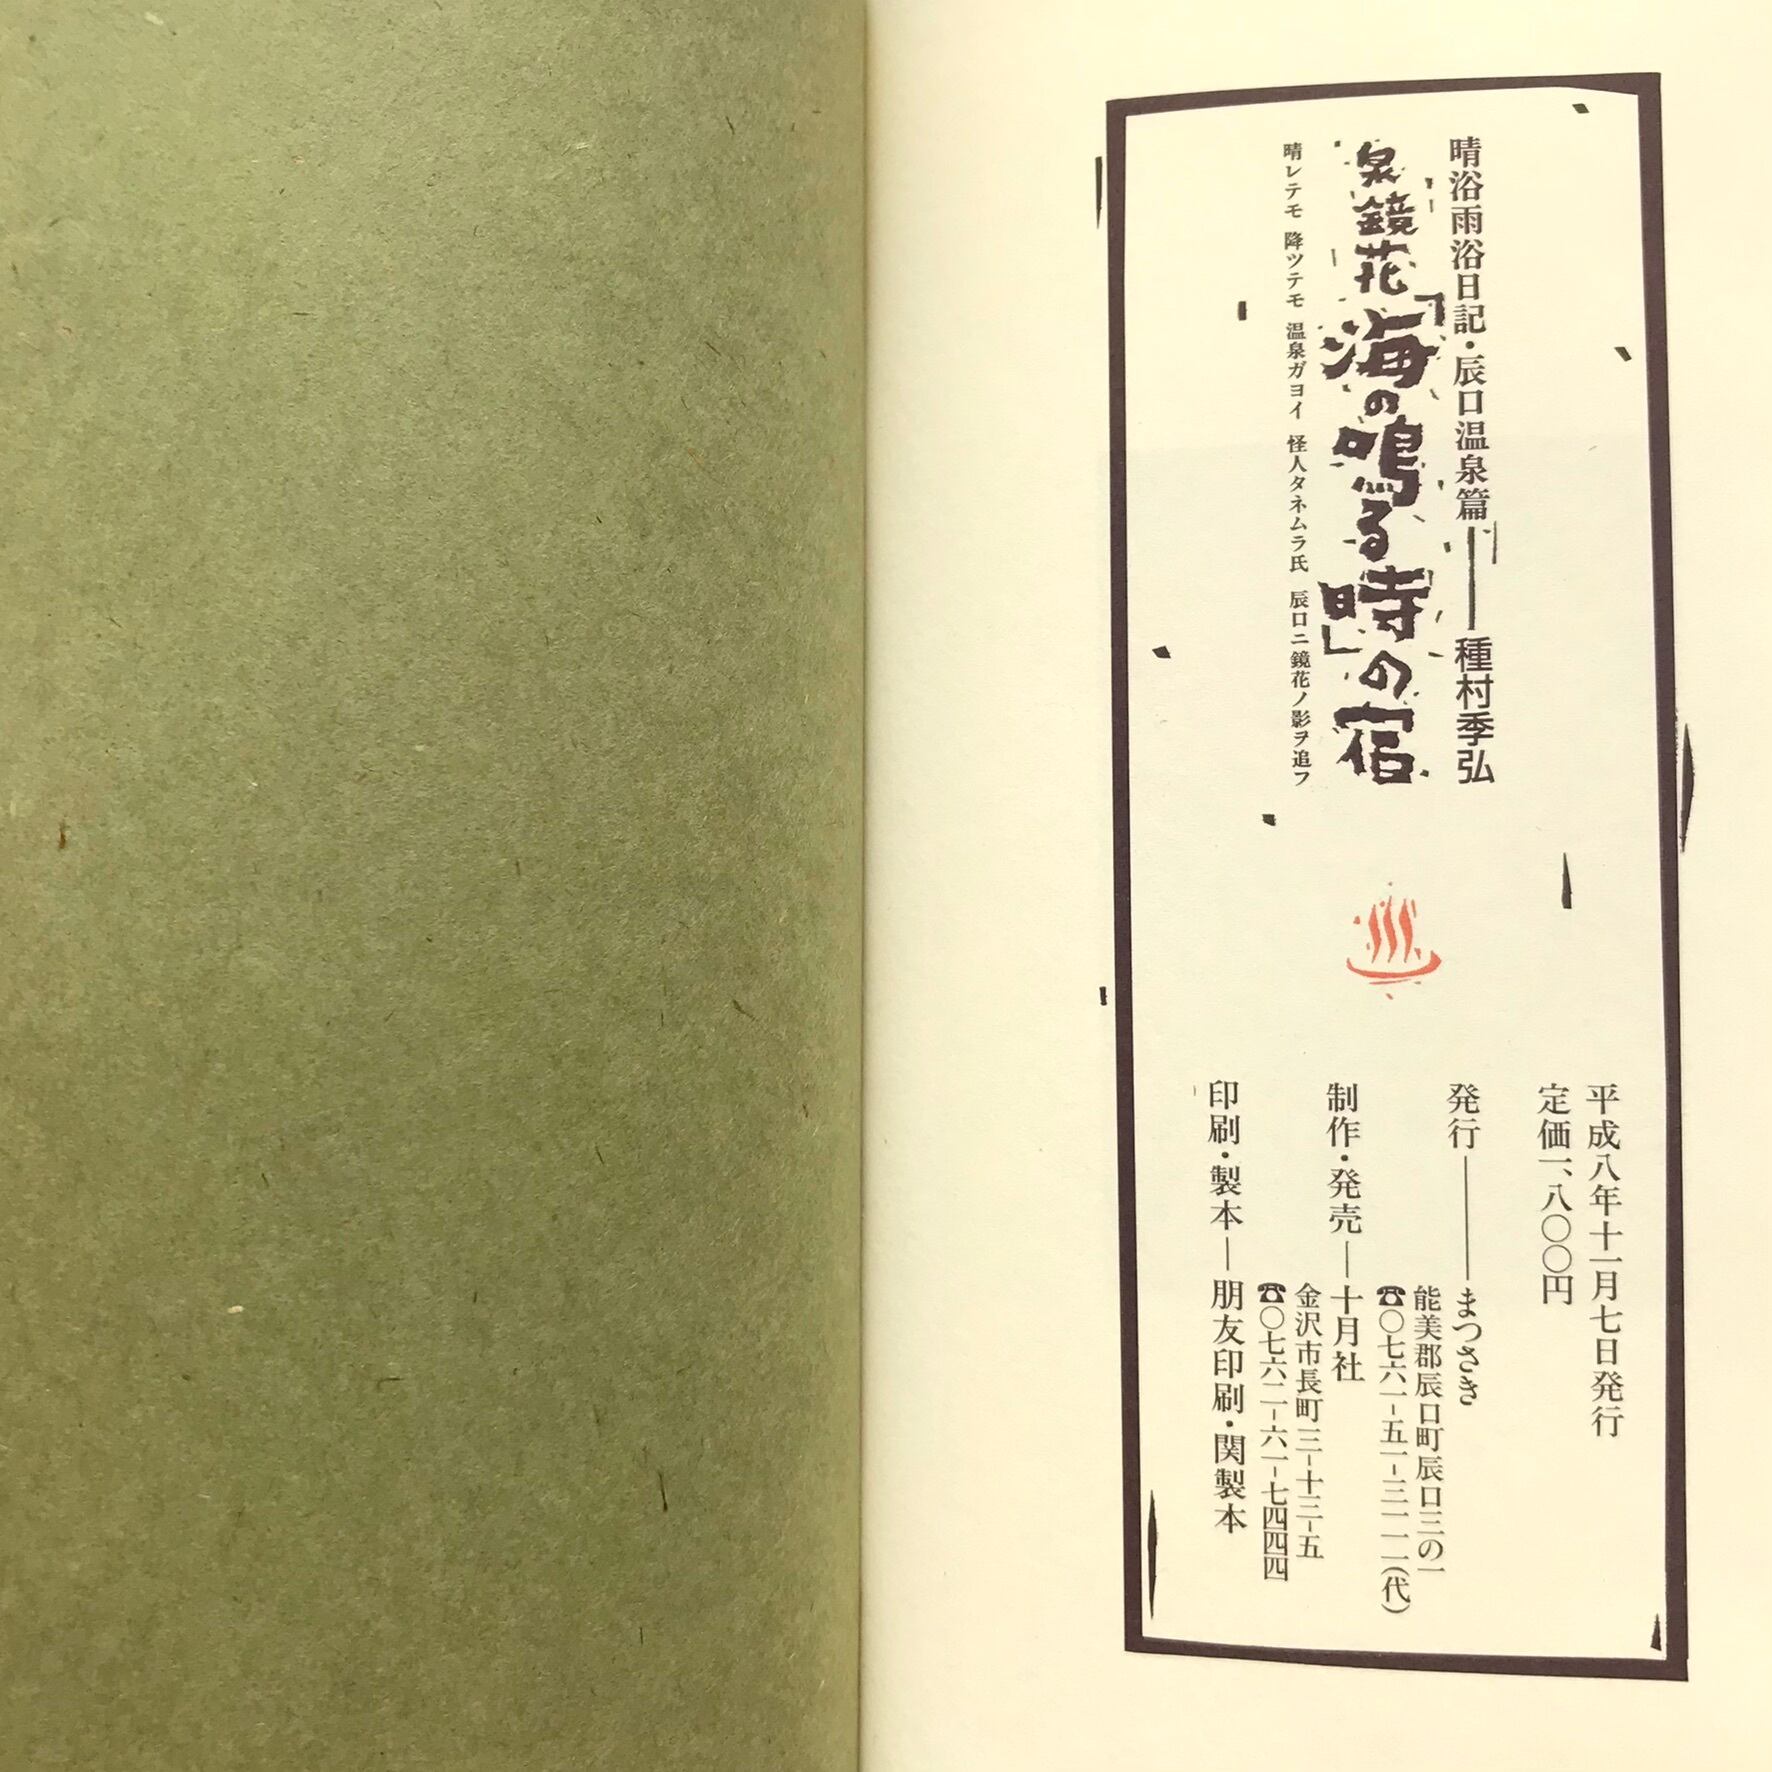 晴浴雨浴日記・辰口温泉篇――種村季弘
泉鏡花「海の鳴る時」の宿
晴レテモ 降ツテモ 温泉ガヨイ 怪人タネムラ氏 辰口ニ鏡花ノ影ヲ追フ
平成八年十一月七日発行
定価一、八〇〇円
発行――まつさき
能美郡辰口町辰口三の一
☎〇七六一-五一-三一一一(代)
制作・発売―十月社
金沢市長町三-十三-五
☎〇七六二-六一-七四四四
印刷・製本―朋友印刷・関製本